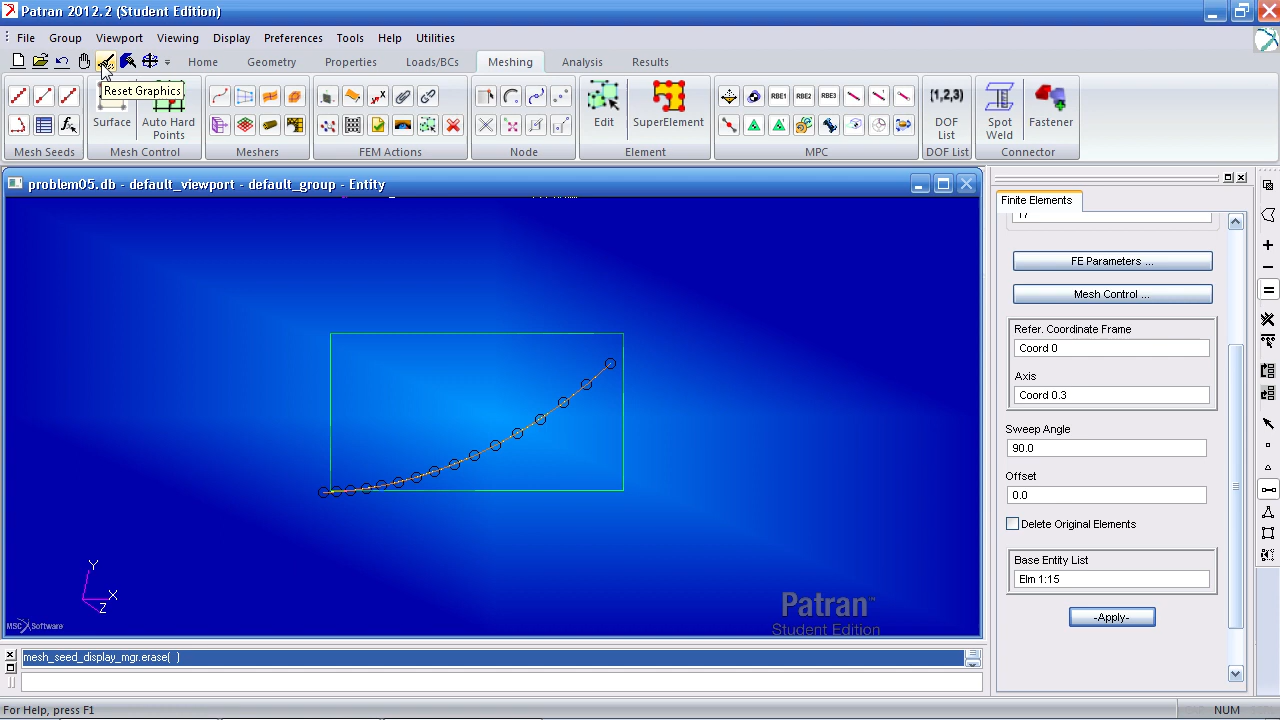 Patran 2012.2 (Student Edition)
File Group Viewport Viewing Display Preferences Tools Help Utilities
Home Geometry Properties Loads/BCs Meshing Analysis Results
Reset Graphics
RBE1 RBE2 RBE3
(1,2,3)
Surface Auto Hard Points Edit SuperElement DOF List Spot Weld Fastener
Mesh Seeds Mesh Control Meshers FEM Actions Node Element MPC DOF List Connector
problem05.db - default_viewport - default_group - Entity
Finite Elements
17
FE Parameters ...
Mesh Control ...
Refer. Coordinate Frame
Coord 0
Axis
Coord 0.3
Sweep Angle
90.0
Offset
0.0
Delete Original Elements
Base Entity List
Elm 1:15
-Apply-
Y
X
Z
MSC Software
Patran™
Student Edition
mesh_seed_display_mgr.erase( )
For Help, press F1
NUM